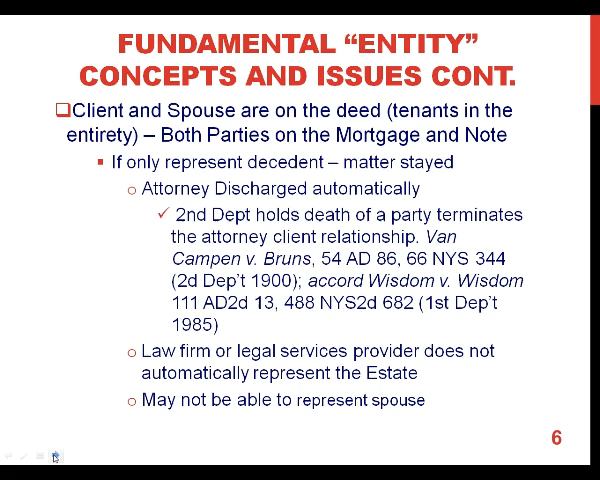 FUNDAMENTAL “ENTITY”
CONCEPTS AND ISSUES CONT.
Client and Spouse are on the deed (tenants in the
entirety) – Both Parties on the Mortgage and Note
If only represent decedent – matter stayed
Attorney Discharged automatically
2nd Dept holds death of a party terminates
the attorney client relationship. Van
Campen v. Bruns, 54 AD 86, 66 NYS 344
(2d Dep't 1900); accord Wisdom v. Wisdom
111 AD2d 13, 488 NYS2d 682 (1st Dep't
1985)
Law firm or legal services provider does not
automatically represent the Estate
May not be able to represent spouse
6